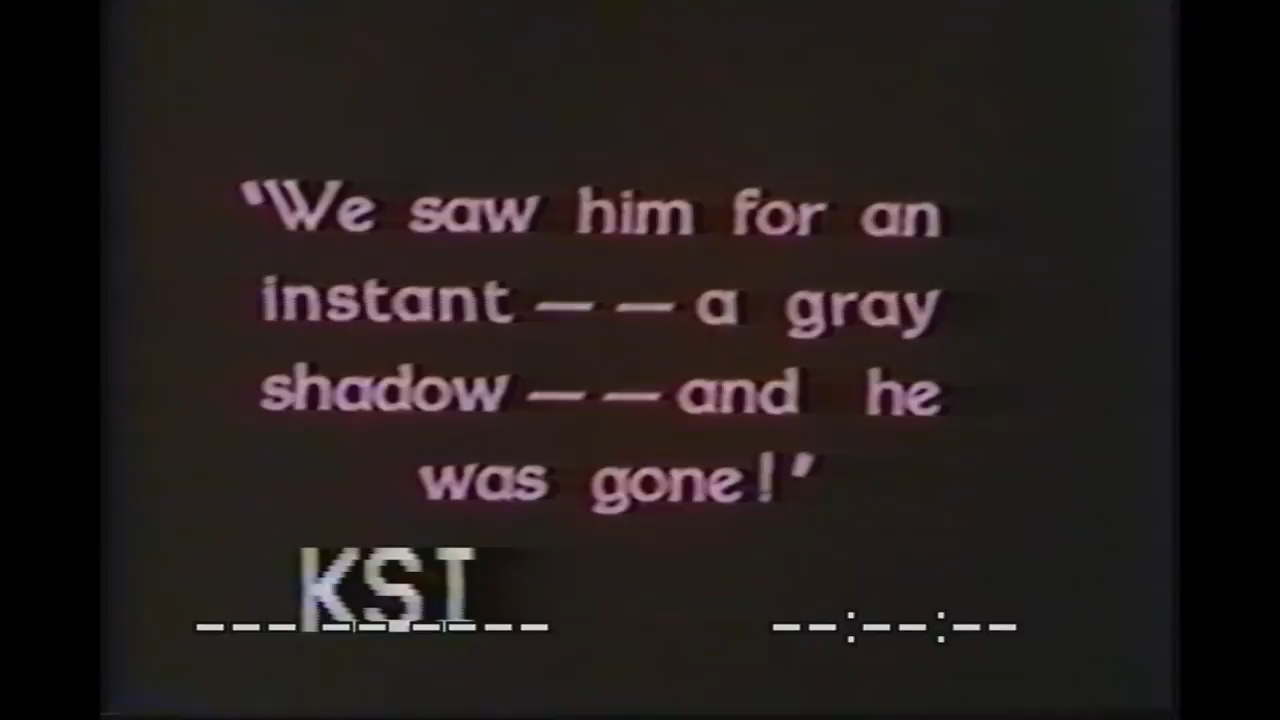 "We saw him for an
instant — — a gray
shadow — — and he
was gone!"
KSI
--- -- ---- --:--:--